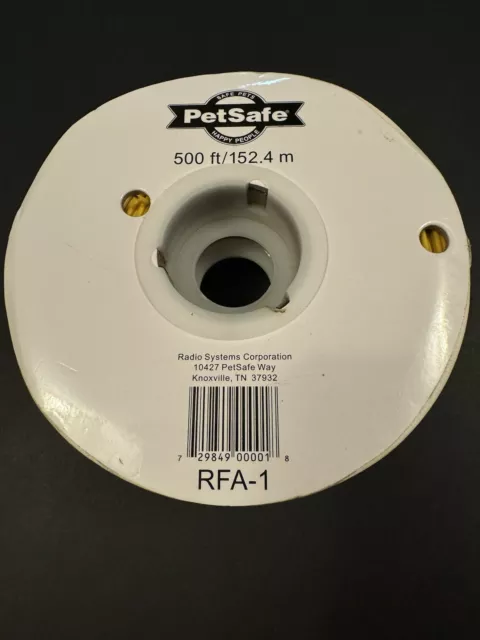 SAFE PETS
PetSafe®
HAPPY PEOPLE
500 ft/152.4 m
Radio Systems Corporation
10427 PetSafe Way
Knoxville, TN 37932
7 29849 00001 8
RFA-1